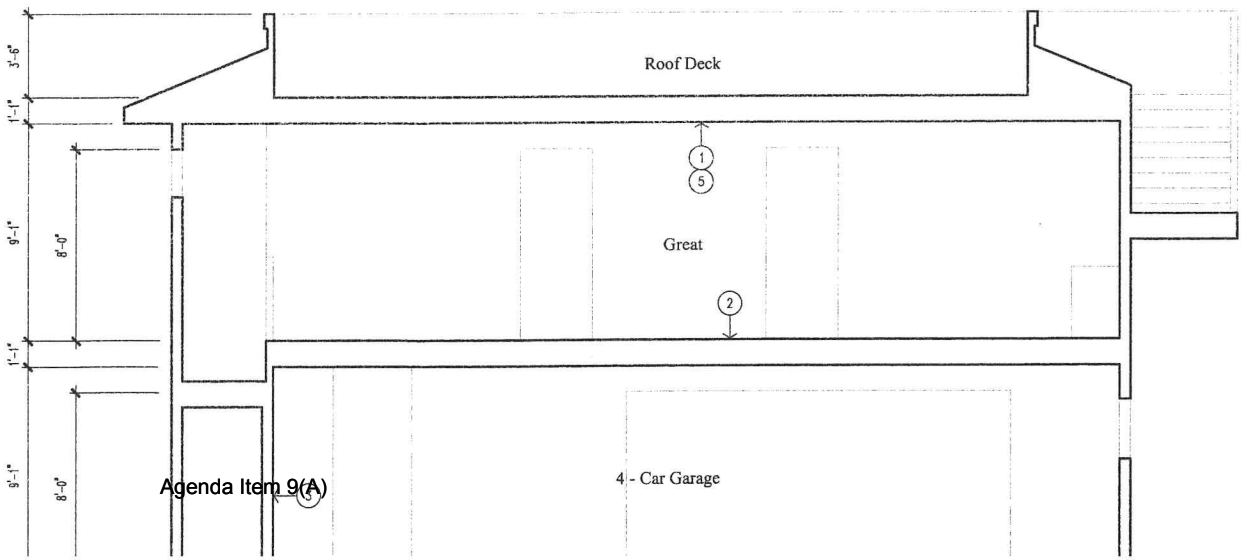 3'-6"
Roof Deck
1'-1"
1
5
9'-1"
8'-0"
Great
2
1'-1"
9'-1"
8'-0"
4 - Car Garage
Agenda Item 9(A)